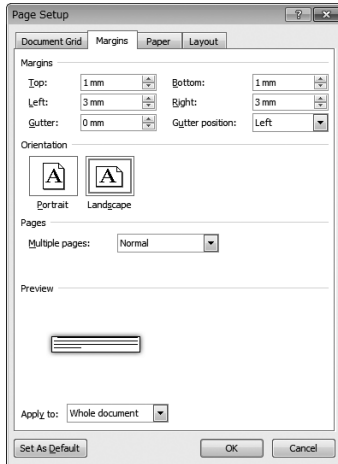 Page Setup
Document Grid Margins Paper Layout
Margins
Top: 1 mm Bottom: 1 mm
Left: 3 mm Right: 3 mm
Gutter: 0 mm Gutter position: Left
Orientation
A A
Portrait Landscape
Pages
Multiple pages: Normal
Preview
Apply to: Whole document
Set As Default OK Cancel